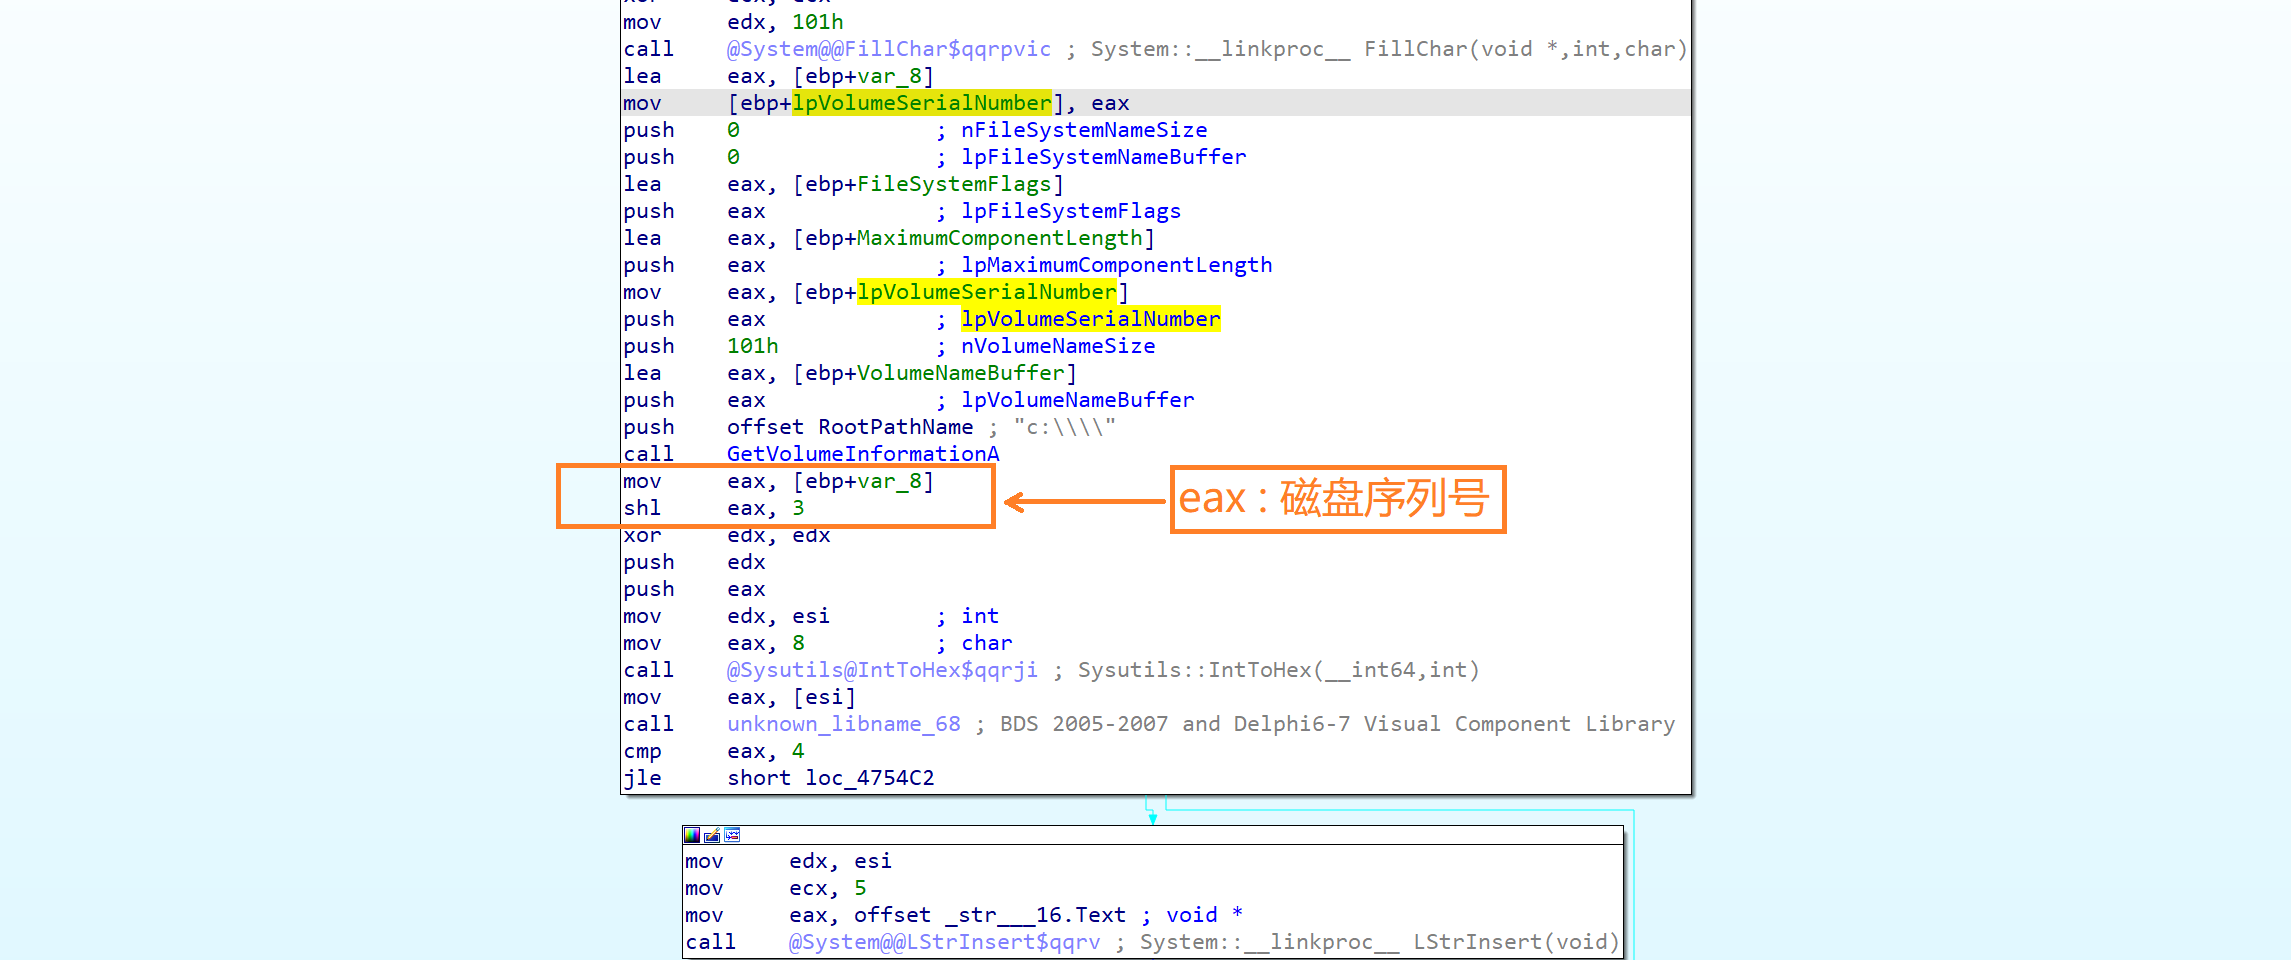 mov edx, 101h
call @System@@FillChar$qqrpvic ; System::__linkproc__ FillChar(void *,int,char)
lea eax, [ebp+var_8]
mov [ebp+lpVolumeSerialNumber], eax
push 0 ; nFileSystemNameSize
push 0 ; lpFileSystemNameBuffer
lea eax, [ebp+FileSystemFlags]
push eax ; lpFileSystemFlags
lea eax, [ebp+MaximumComponentLength]
push eax ; lpMaximumComponentLength
mov eax, [ebp+lpVolumeSerialNumber]
push eax ; lpVolumeSerialNumber
push 101h ; nVolumeNameSize
lea eax, [ebp+VolumeNameBuffer]
push eax ; lpVolumeNameBuffer
push offset RootPathName ; "c:\\\\"
call GetVolumeInformationA
mov eax, [ebp+var_8]
shl eax, 3
eax : 磁盘序列号
xor edx, edx
push edx
push eax
mov edx, esi ; int
mov eax, 8 ; char
call @Sysutils@IntToHex$qqrji ; Sysutils::IntToHex(__int64,int)
mov eax, [esi]
call unknown_libname_68 ; BDS 2005-2007 and Delphi6-7 Visual Component Library
cmp eax, 4
jle short loc_4754C2
mov edx, esi
mov ecx, 5
mov eax, offset _str___16.Text ; void *
call @System@@LStrInsert$qqrv ; System::__linkproc__ LStrInsert(void)